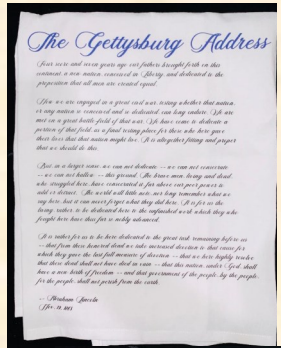 The Gettysburg Address
Four score and seven years ago our fathers brought forth on this
continent a new nation, conceived in Liberty, and dedicated to the
proposition that all men are created equal.
Now we are engaged in a great civil war, testing whether that nation,
or any nation so conceived and so dedicated, can long endure. We are
met on a great battle-field of that war. We have come to dedicate a
portion of that field, as a final resting place for those who here gave
their lives that that nation might live. It is altogether fitting and proper
that we should do this.
But, in a larger sense, we can not dedicate -- we can not consecrate
-- we can not hallow -- this ground. The brave men, living and dead,
who struggled here, have consecrated it, far above our poor power to
add or detract. The world will little note, nor long remember what we
say here, but it can never forget what they did here. It is for us the
living, rather, to be dedicated here to the unfinished work which they who
fought here have thus far so nobly advanced.
It is rather for us to be here dedicated to the great task remaining before us
-- that from these honored dead we take increased devotion to that cause for
which they gave the last full measure of devotion -- that we here highly resolve
that these dead shall not have died in vain -- that this nation, under God, shall
have a new birth of freedom -- and that government of the people, by the people,
for the people, shall not perish from the earth.
-- Abraham Lincoln
Nov. 19, 1863